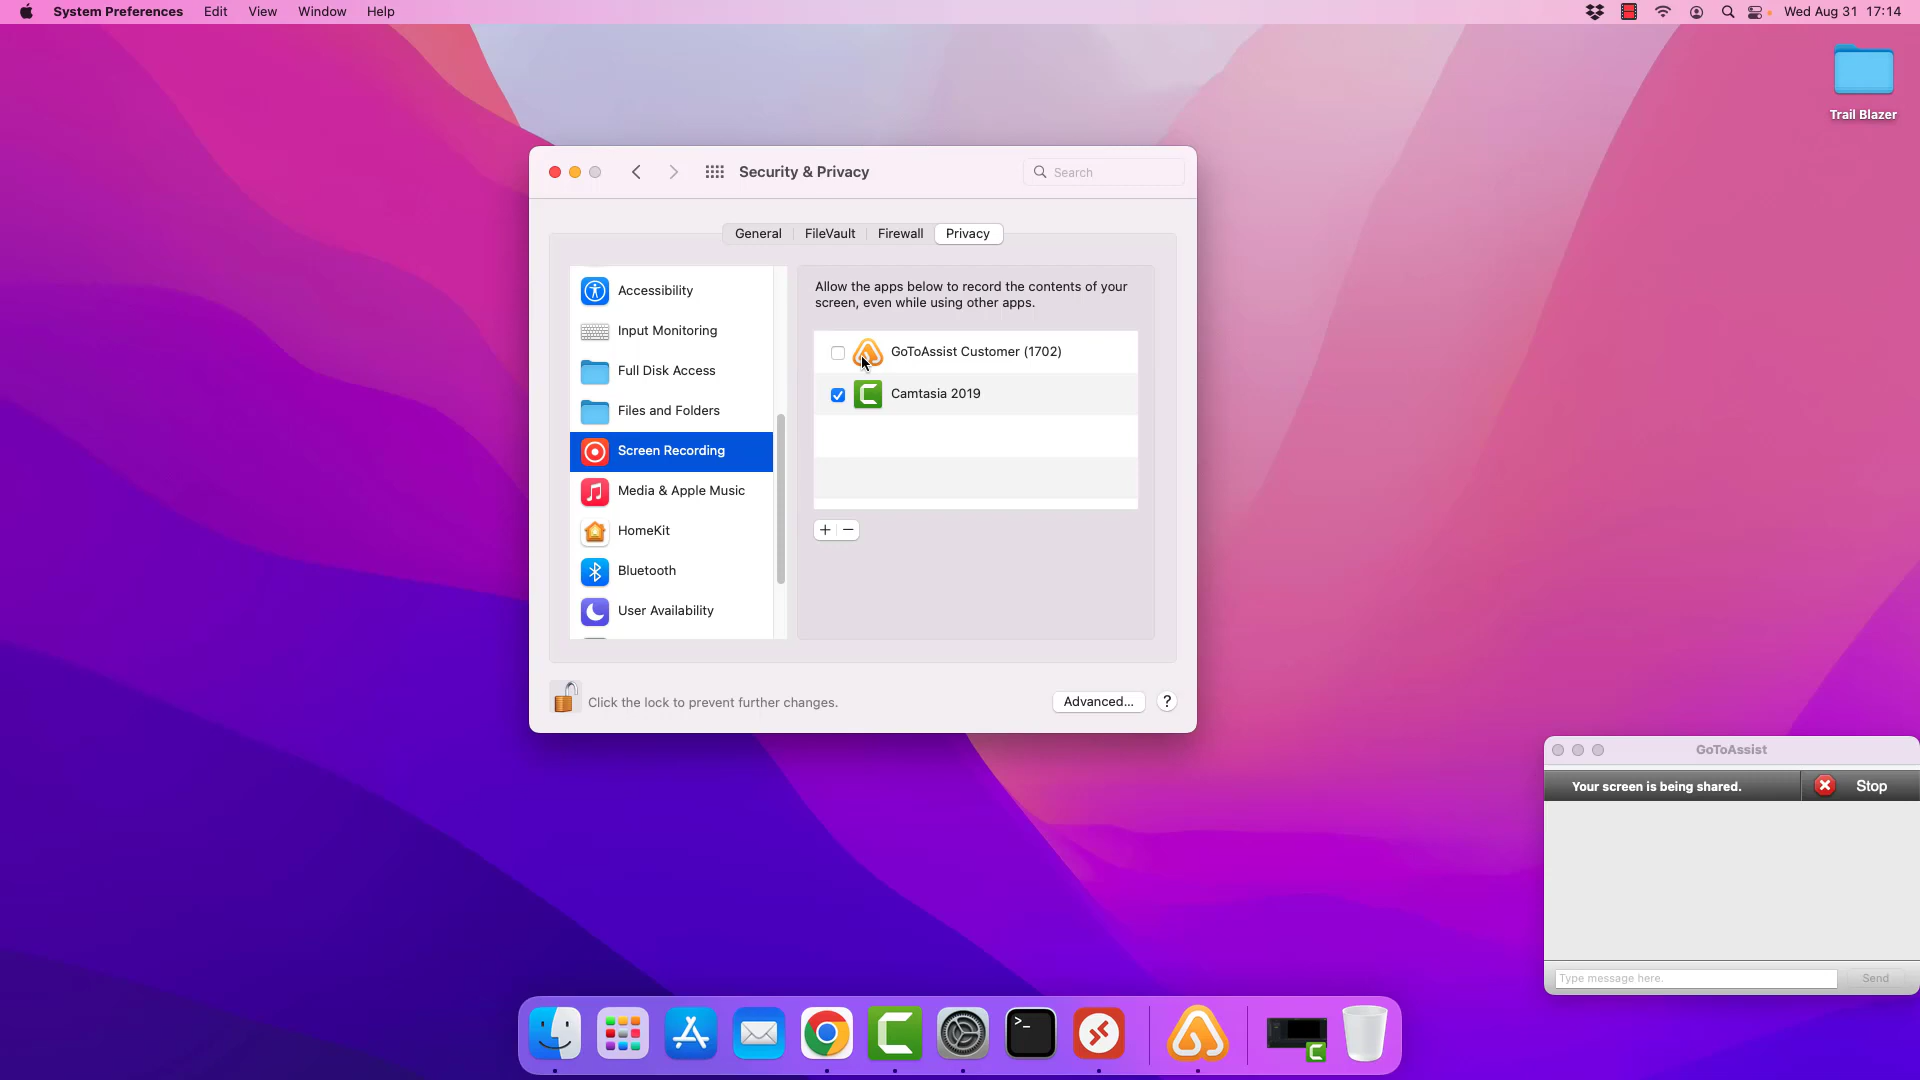 System Preferences Edit View Window Help
Wed Aug 31 17:14
Trail Blazer
Security & Privacy
Search
General FileVault Firewall Privacy
Accessibility
Input Monitoring
Full Disk Access
Files and Folders
Screen Recording
Media & Apple Music
HomeKit
Bluetooth
User Availability
Allow the apps below to record the contents of your
screen, even while using other apps.
GoToAssist Customer (1702)
Camtasia 2019
+ −
Click the lock to prevent further changes.
Advanced... ?
GoToAssist
Your screen is being shared.
Stop
Type message here.
Send
>_